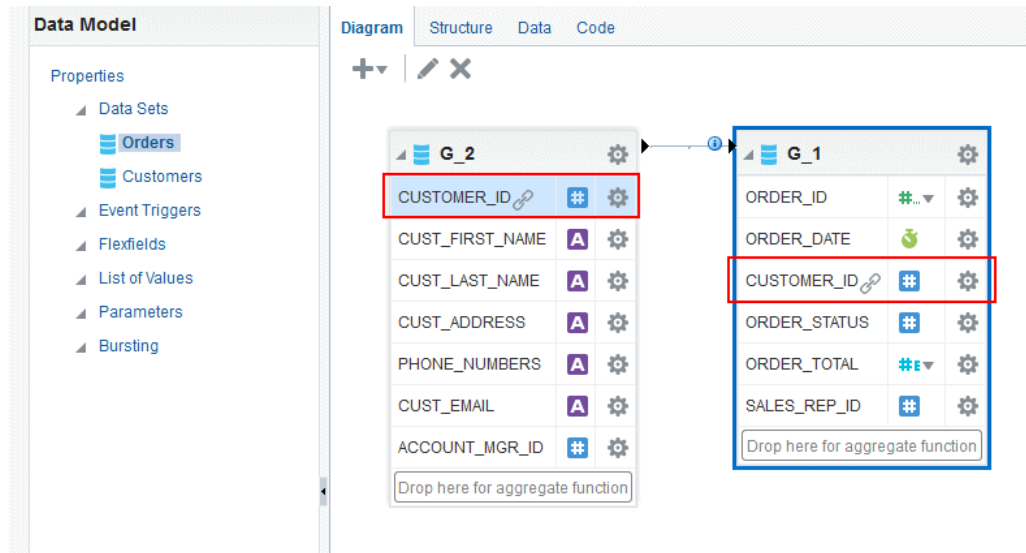 Data Model
Properties
Data Sets
Orders
Customers
Event Triggers
Flexfields
List of Values
Parameters
Bursting
Diagram Structure Data Code
G_2
CUSTOMER_ID #
CUST_FIRST_NAME A
CUST_LAST_NAME A
CUST_ADDRESS A
PHONE_NUMBERS A
CUST_EMAIL A
ACCOUNT_MGR_ID #
Drop here for aggregate function
G_1
ORDER_ID #...
ORDER_DATE
CUSTOMER_ID #
ORDER_STATUS #
ORDER_TOTAL #E
SALES_REP_ID #
Drop here for aggregate function